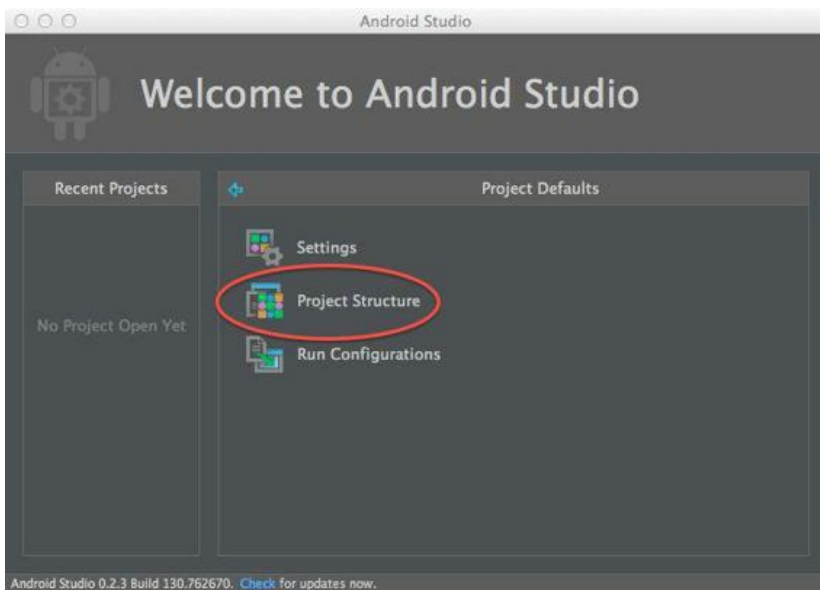 Android Studio
Welcome to Android Studio
Recent Projects
Project Defaults
No Project Open Yet
Settings
Project Structure
Run Configurations
Android Studio 0.2.3 Build 130.762670. Check for updates now.